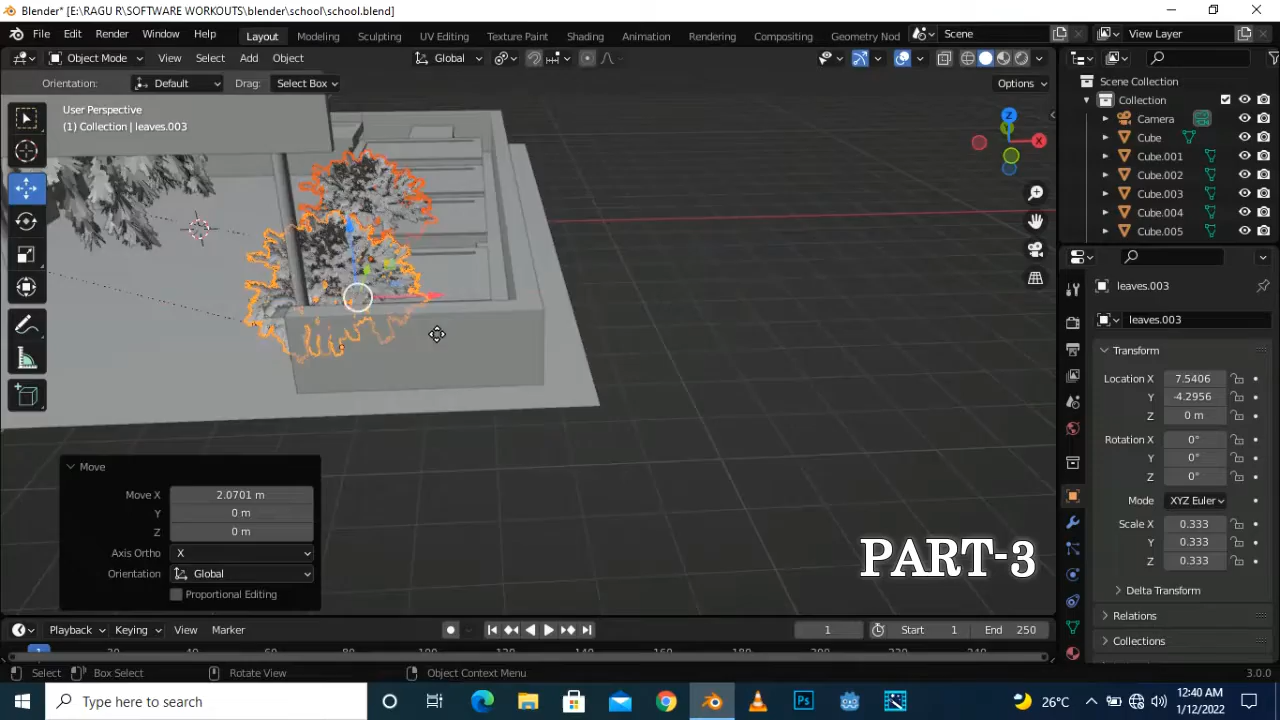 Blender* [E:\RAGU R\SOFTWARE WORKOUTS\blender\school\school.blend]
File Edit Render Window Help Layout Modeling Sculpting UV Editing Texture Paint Shading Animation Rendering Compositing Geometry Nod Scene View Layer
Object Mode View Select Add Object Global
Orientation: Default Drag: Select Box Options
User Perspective
(1) Collection | leaves.003
Z
X
Scene Collection
Collection
Camera
Cube
Cube.001
Cube.002
Cube.003
Cube.004
Cube.005
leaves.003
leaves.003
Transform
Location X 7.5406
Y -4.2956
Z 0 m
Rotation X 0°
Y 0°
Z 0°
Mode XYZ Euler
Scale X 0.333
Y 0.333
Z 0.333
Delta Transform
Relations
Collections
Move
Move X 2.0701 m
Y 0 m
Z 0 m
Axis Ortho X
Orientation Global
Proportional Editing
PART-3
Playback Keying View Marker 1 Start 1 End 250
Select Box Select Rotate View Object Context Menu 3.0.0
Type here to search Ps 26°C 12:40 AM
1/12/2022